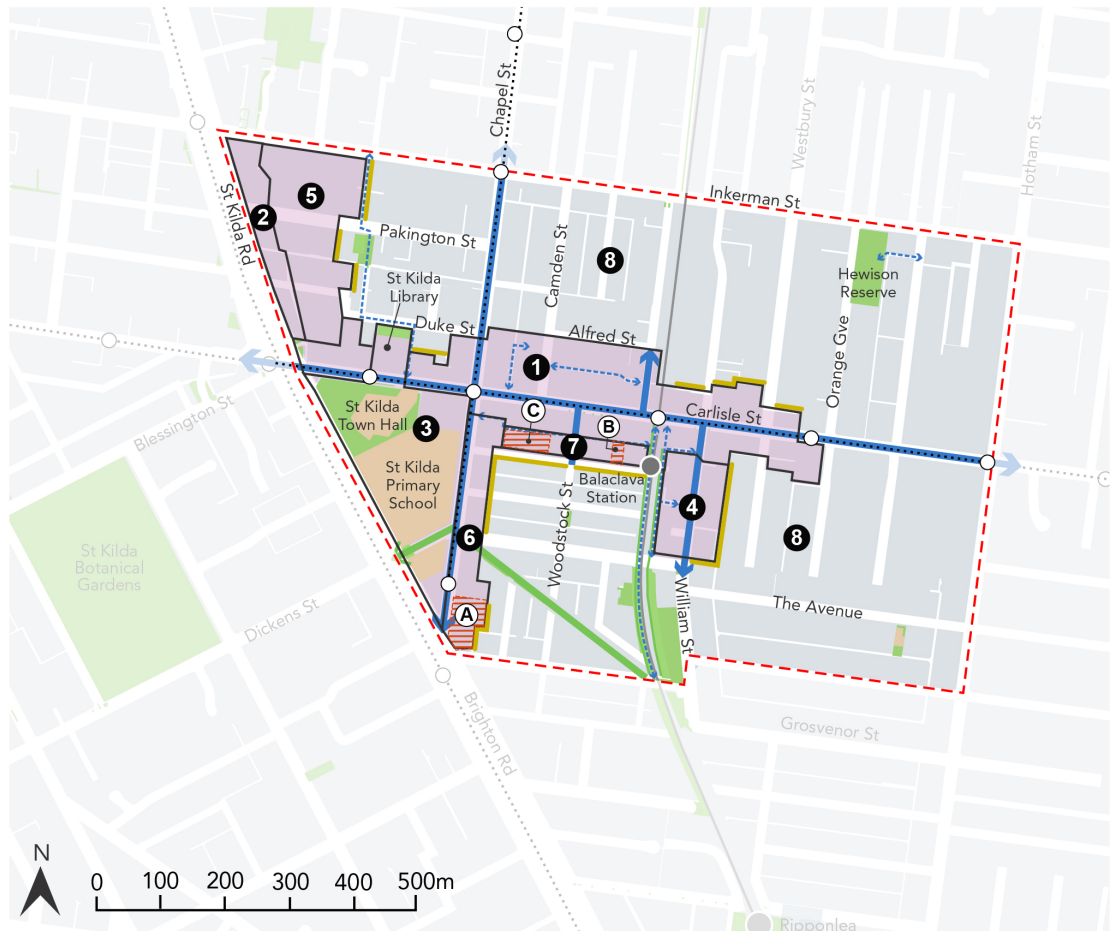 Chapel St
Westbury St
Hotham St
St Kilda Rd
5
2
Inkerman St
Pakington St
Camden St
8
Hewison
Reserve
St Kilda
Library
Duke St
Alfred St
Orange Gve
1
Carlisle St
Blessington St
St Kilda
Town Hall
3
C
B
7
St Kilda
Primary
School
Balaclava
Station
4
6
8
Woodstock St
St Kilda
Botanical
Gardens
Dickens St
William St
The Avenue
A
Brighton Rd
Grosvenor St
N
0 100 200 300 400 500m
Ripponlea